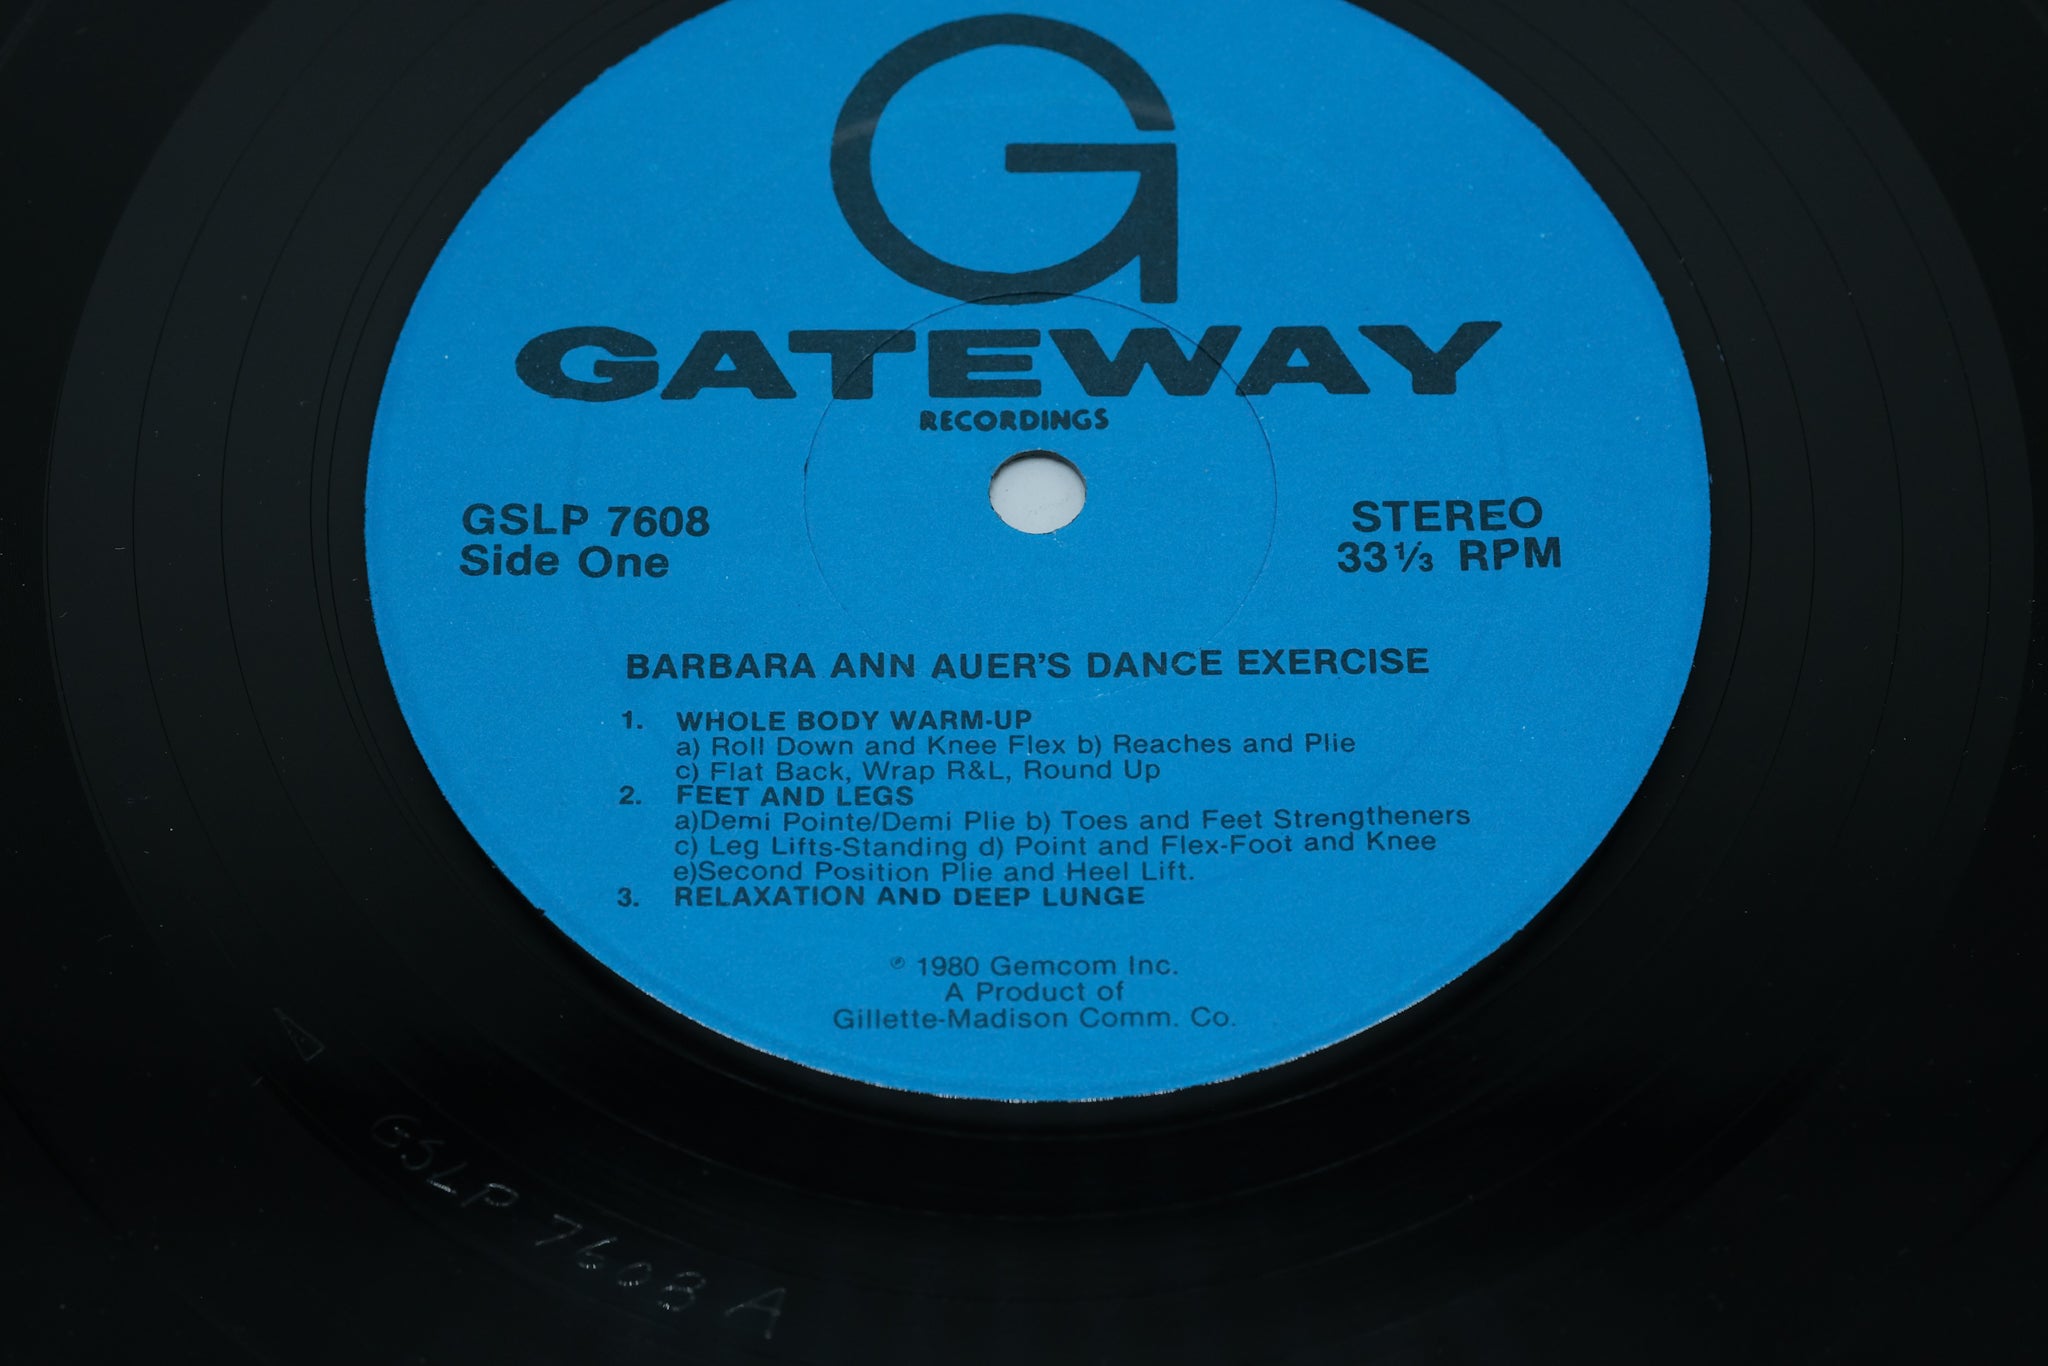 G
GATEWAY
RECORDINGS
GSLP 7608
Side One
STEREO
33⅓ RPM
BARBARA ANN AUER'S DANCE EXERCISE
1. WHOLE BODY WARM-UP
a) Roll Down and Knee Flex b) Reaches and Plie
c) Flat Back, Wrap R&L, Round Up
2. FEET AND LEGS
a)Demi Pointe/Demi Plie b) Toes and Feet Strengtheners
c) Leg Lifts-Standing d) Point and Flex-Foot and Knee
e)Second Position Plie and Heel Lift.
3. RELAXATION AND DEEP LUNGE
℗ 1980 Gemcom Inc.
A Product of
Gillette-Madison Comm. Co.
GSLP 7608 A